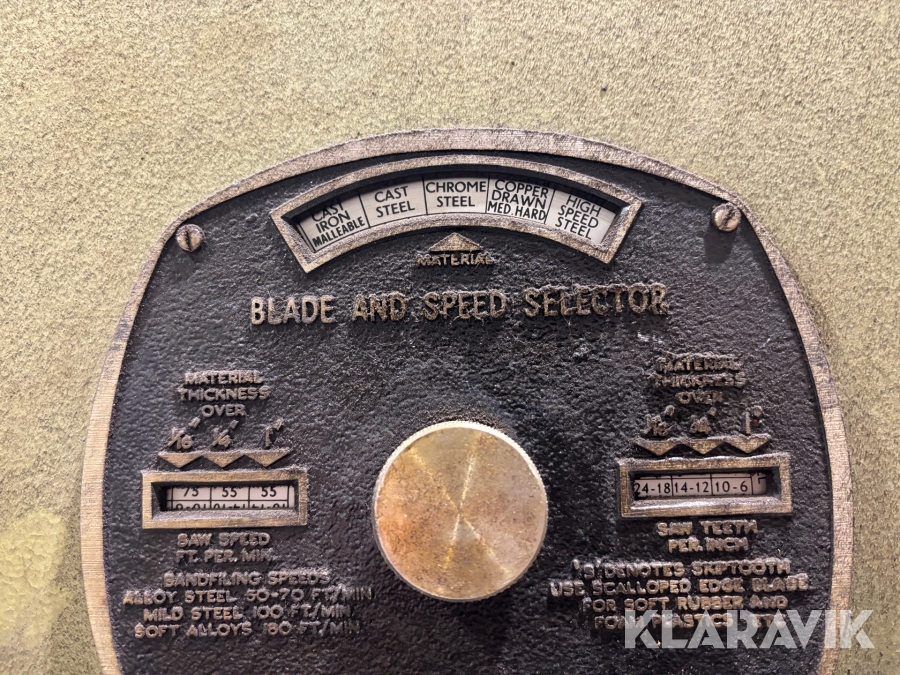 CAST IRON MALLEABLE
CAST STEEL
CHROME STEEL
COPPER DRAWN MED. HARD
HIGH SPEED STEEL
MATERIAL
BLADE AND SPEED SELECTOR
MATERIAL
THICKNESS
OVER
1/16" 1/4" 1"
75 55 55
SAW SPEED
FT. PER. MIN.
BANDFILING SPEEDS
ALLOY STEEL 50-70 FT/MIN
MILD STEEL 100 FT/MIN
SOFT ALLOYS 180 FT/MIN
MATERIAL
THICKNESS
OVER
1/4" 1"
24-18 14-12 10-6
SAW TEETH
PER. INCH
DENOTES SKIPTOOTH
USE SCALLOPED EDGE BLADE
FOR SOFT RUBBER AND
KLARAVIK